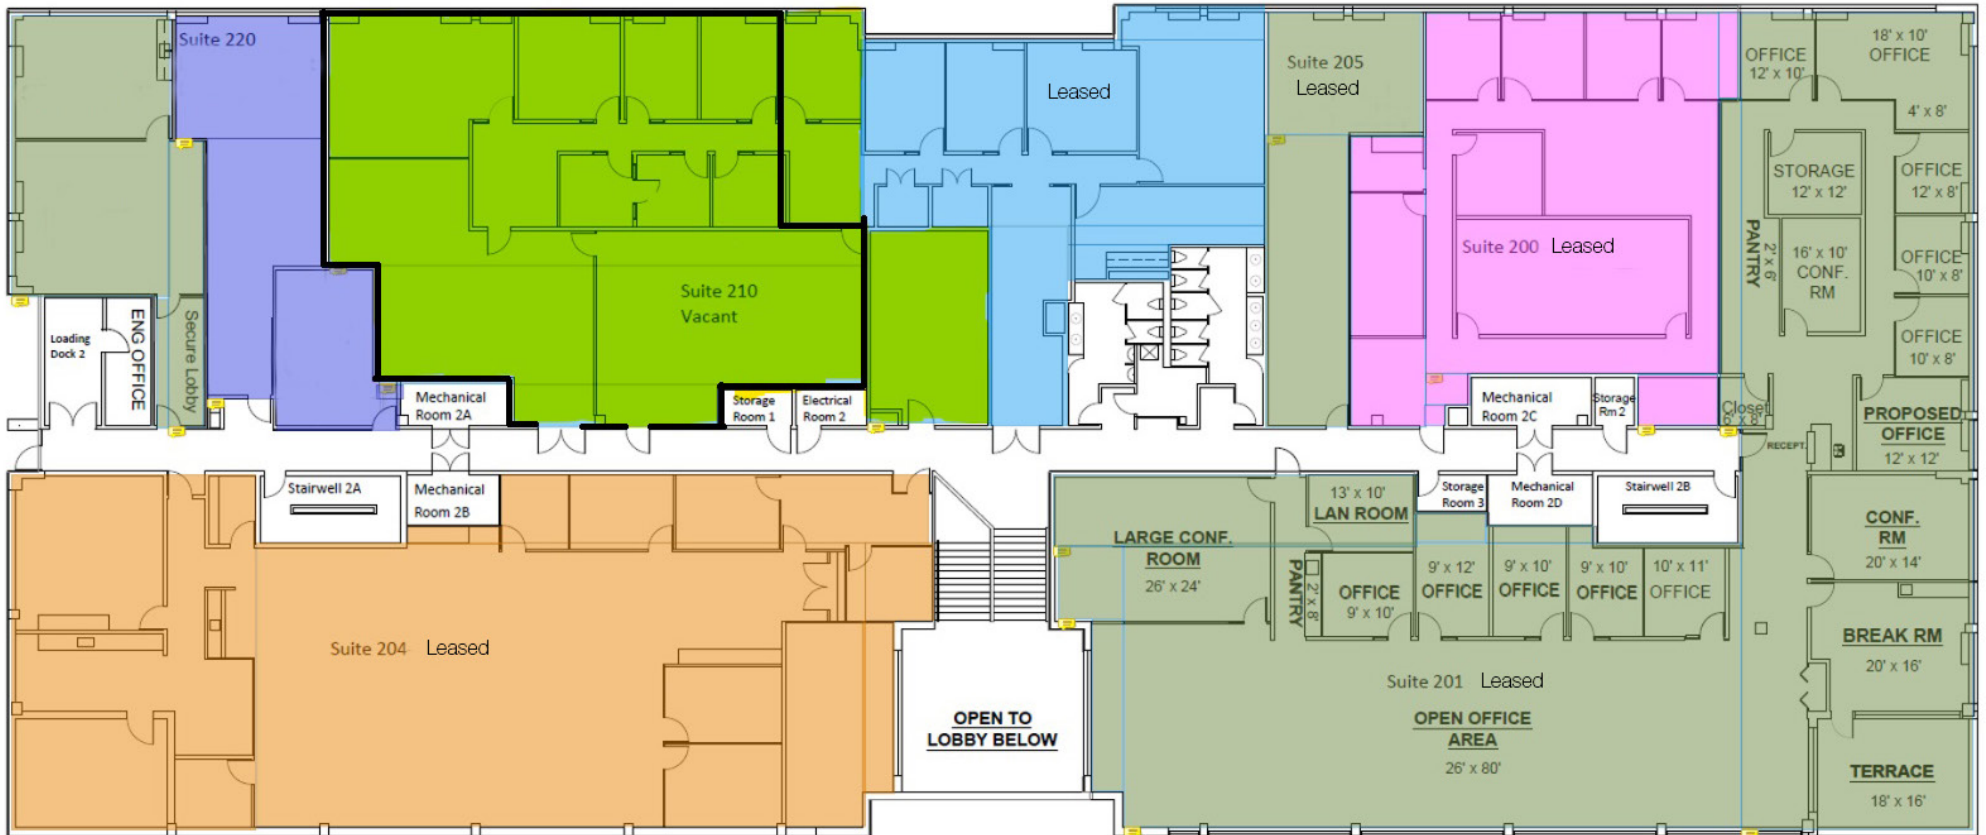 Suite 220
Loading
Dock 2
ENG OFFICE
Secure Lobby
Suite 210
Vacant
Mechanical
Room 2A
Storage
Room 1
Electrical
Room 2
Leased
Suite 205
Leased
Suite 200 Leased
Mechanical
Room 2C
Storage
Rm 2
OFFICE
12' x 10'
18' x 10'
OFFICE
4' x 8'
STORAGE
12' x 12'
OFFICE
12' x 8'
PANTRY
2' x 6'
16' x 10'
CONF.
RM
OFFICE
10' x 8'
OFFICE
10' x 8'
Closet
6' x 8'
PROPOSED
OFFICE
12' x 12'
RECEPT.
Stairwell 2A
Mechanical
Room 2B
Suite 204 Leased
OPEN TO
LOBBY BELOW
LARGE CONF.
ROOM
26' x 24'
13' x 10'
LAN ROOM
Storage
Room 3
Mechanical
Room 2D
Stairwell 2B
PANTRY
2' x 8'
OFFICE
9' x 10'
9' x 12'
OFFICE
9' x 10'
OFFICE
9' x 10'
OFFICE
10' x 11'
OFFICE
CONF.
RM
20' x 14'
BREAK RM
20' x 16'
Suite 201 Leased
OPEN OFFICE
AREA
26' x 80'
TERRACE
18' x 16'